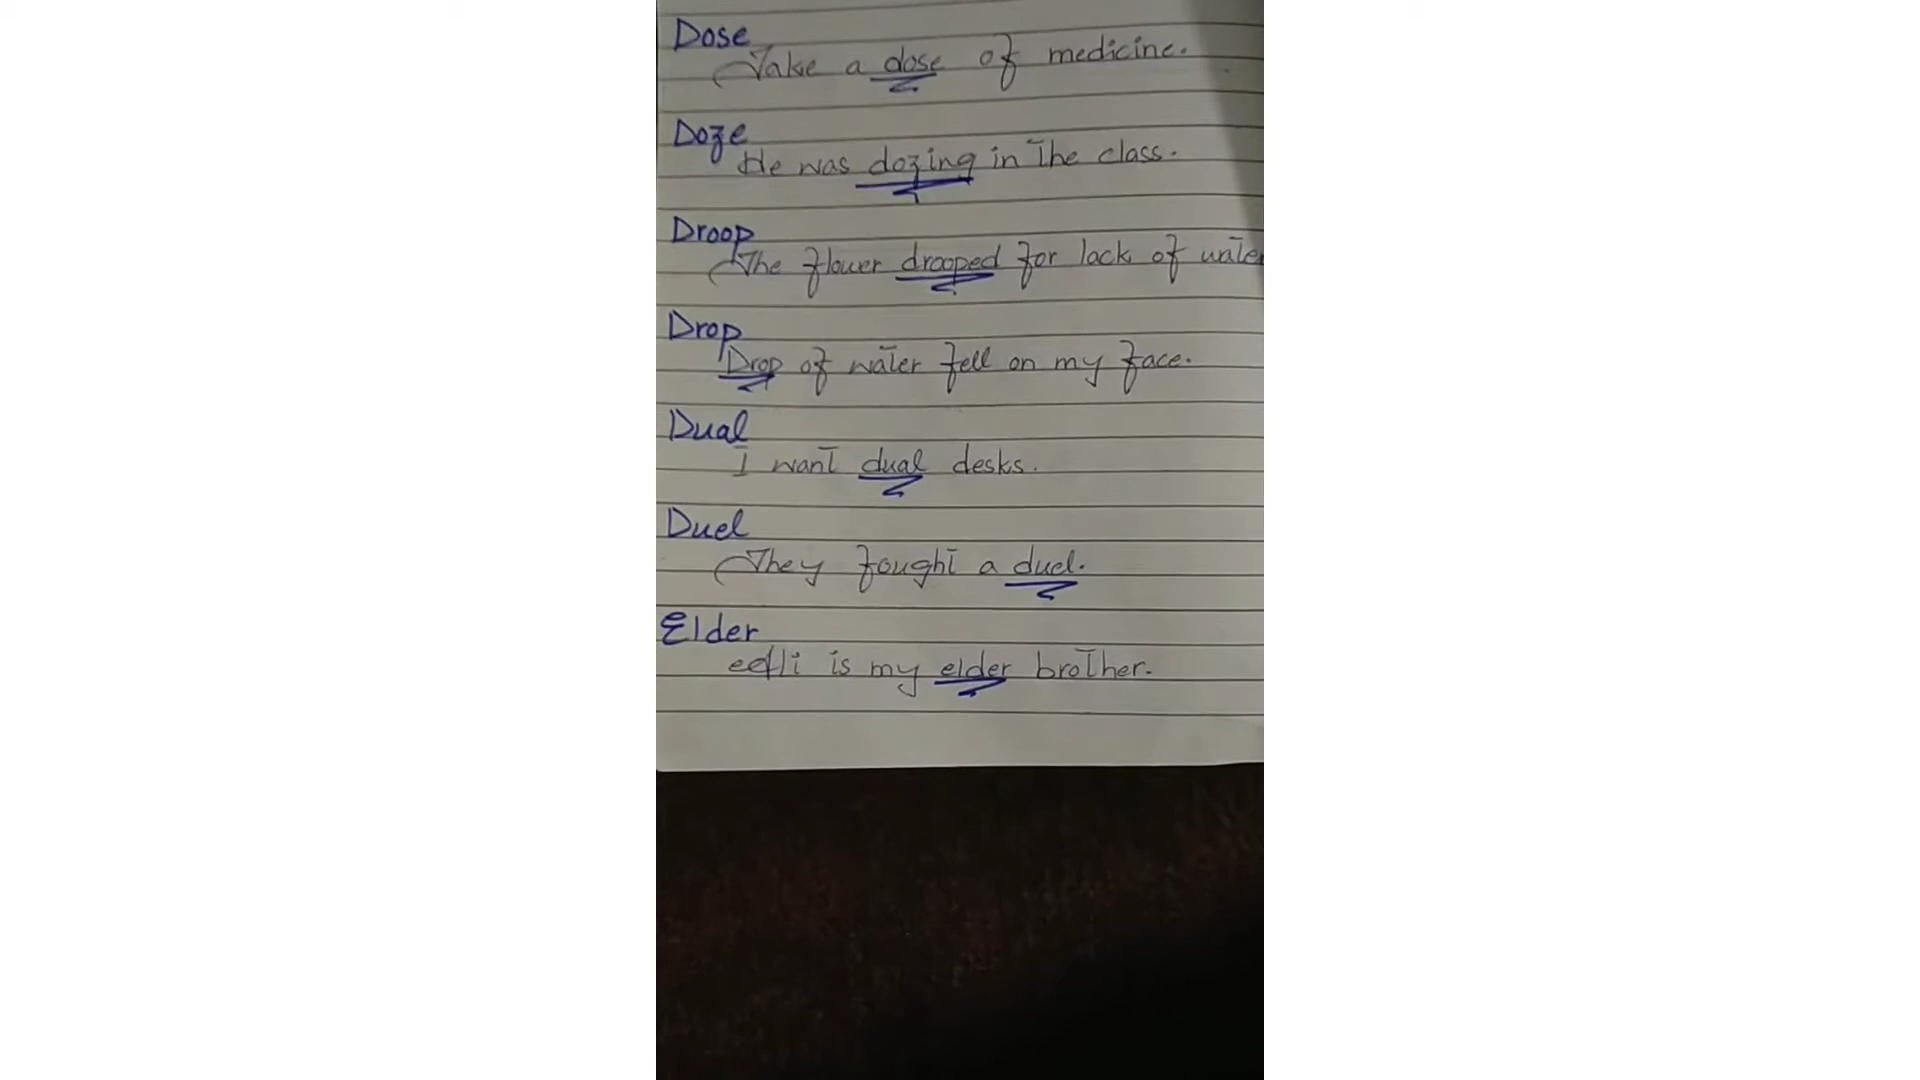 Dose
Take a dose of medicine.
Doze
He was dozing in the class.
Droop
The flower drooped for lack of wate
Drop
Drop of water fell on my face.
Dual
I want dual desks.
Duel
They fought a duel.
Elder
Ali is my elder brother.